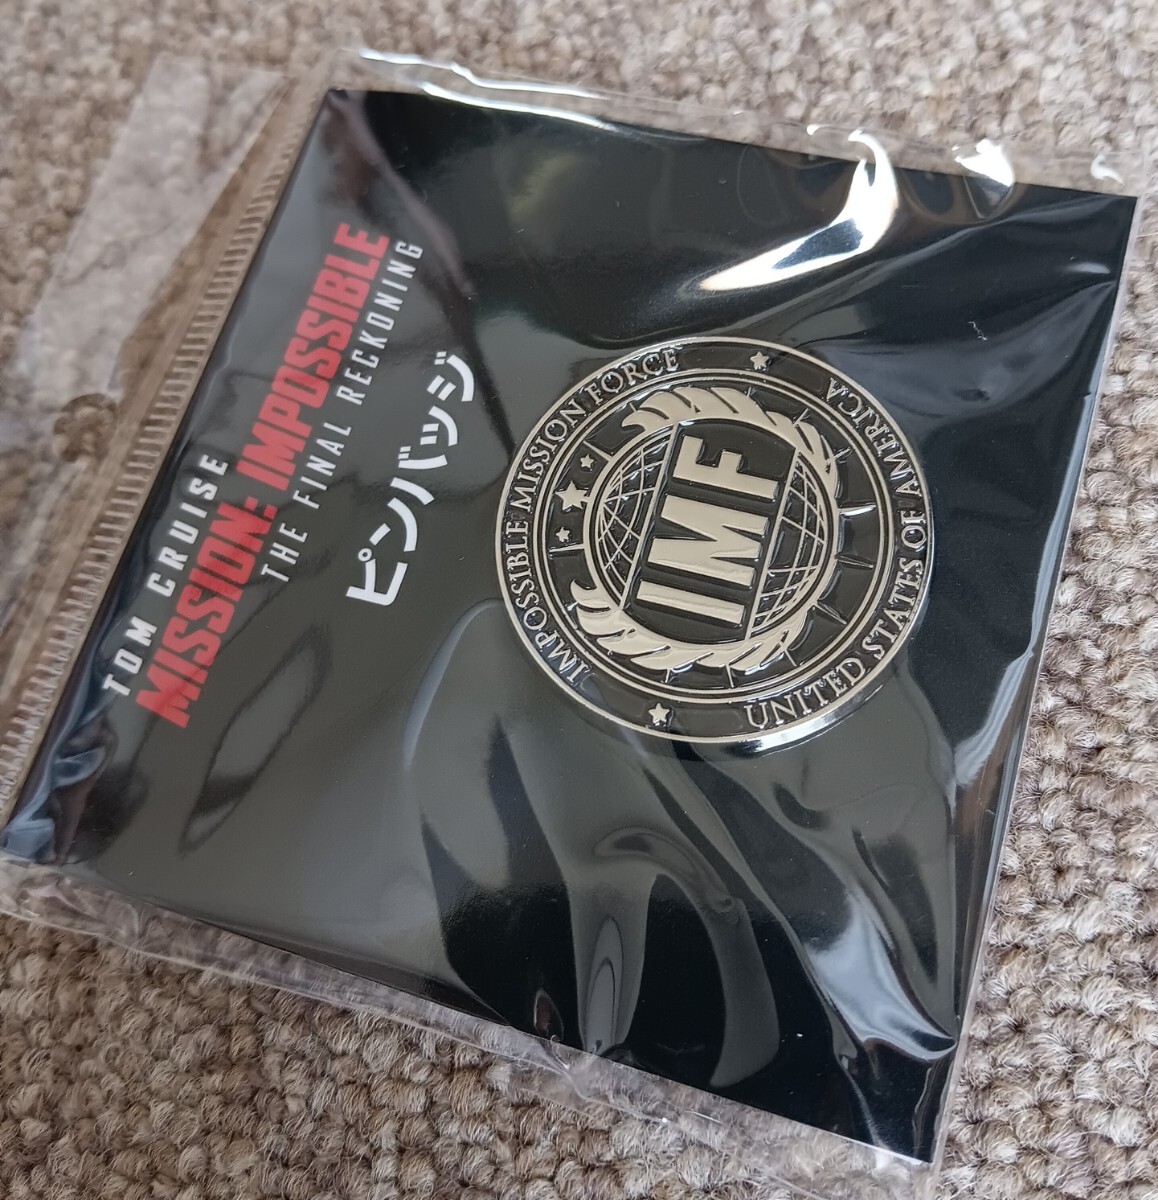 TOM CRUISE
MISSION: IMPOSSIBLE
THE FINAL RECKONING
ピンバッジ
IMPOSSIBLE MISSION FORCE
IMF
UNITED STATES OF AMERICA